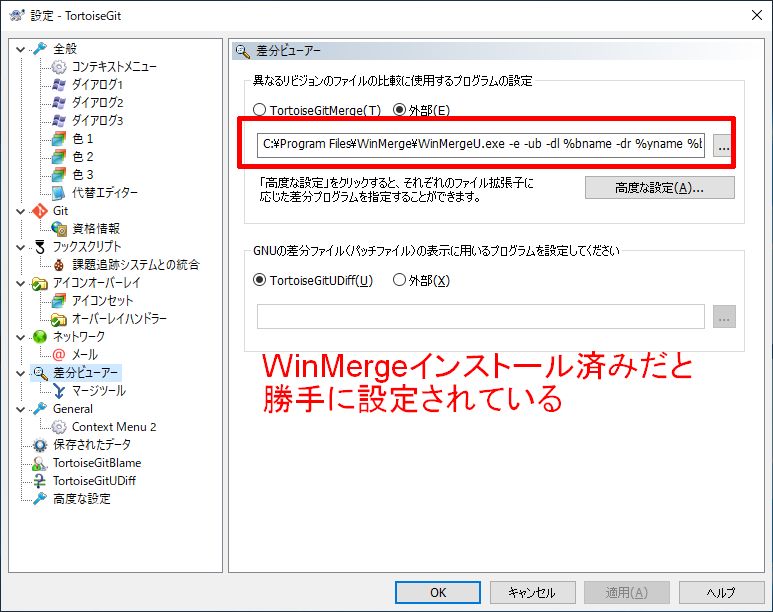 設定 - TortoiseGit
全般
コンテキストメニュー
ダイアログ1
ダイアログ2
ダイアログ3
色 1
色 2
色 3
代替エディター
Git
資格情報
フックスクリプト
課題追跡システムとの統合
アイコンオーバーレイ
アイコンセット
オーバーレイハンドラー
ネットワーク
メール
差分ビューアー
マージツール
General
Context Menu 2
保存されたデータ
TortoiseGitBlame
TortoiseGitUDiff
高度な設定
差分ビューアー
異なるリビジョンのファイルの比較に使用するプログラムの設定
TortoiseGitMerge(T) 外部(E)
C:¥Program Files¥WinMerge¥WinMergeU.exe -e -ub -dl %bname -dr %yname %b ...
「高度な設定」をクリックすると、それぞれのファイル拡張子に
応じた差分プログラムを指定することができます。
高度な設定(A)...
GNUの差分ファイル(パッチファイル)の表示に用いるプログラムを設定してください
TortoiseGitUDiff(U) 外部(X)
...
WinMergeインストール済みだと
勝手に設定されている
OK キャンセル 適用(A) ヘルプ